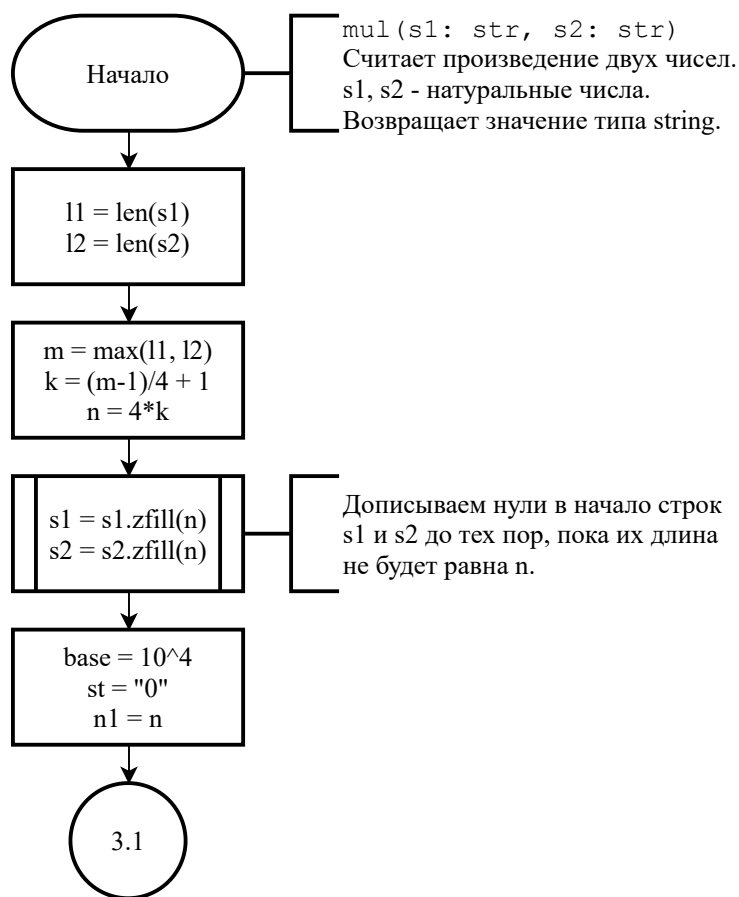 Начало
mul(s1: str, s2: str)
Считает произведение двух чисел.
s1, s2 - натуральные числа.
Возвращает значение типа string.
l1 = len(s1)
l2 = len(s2)
m = max(l1, l2)
k = (m-1)/4 + 1
n = 4*k
s1 = s1.zfill(n)
s2 = s2.zfill(n)
Дописываем нули в начало строк
s1 и s2 до тех пор, пока их длина
не будет равна n.
base = 10^4
st = "0"
n1 = n
3.1